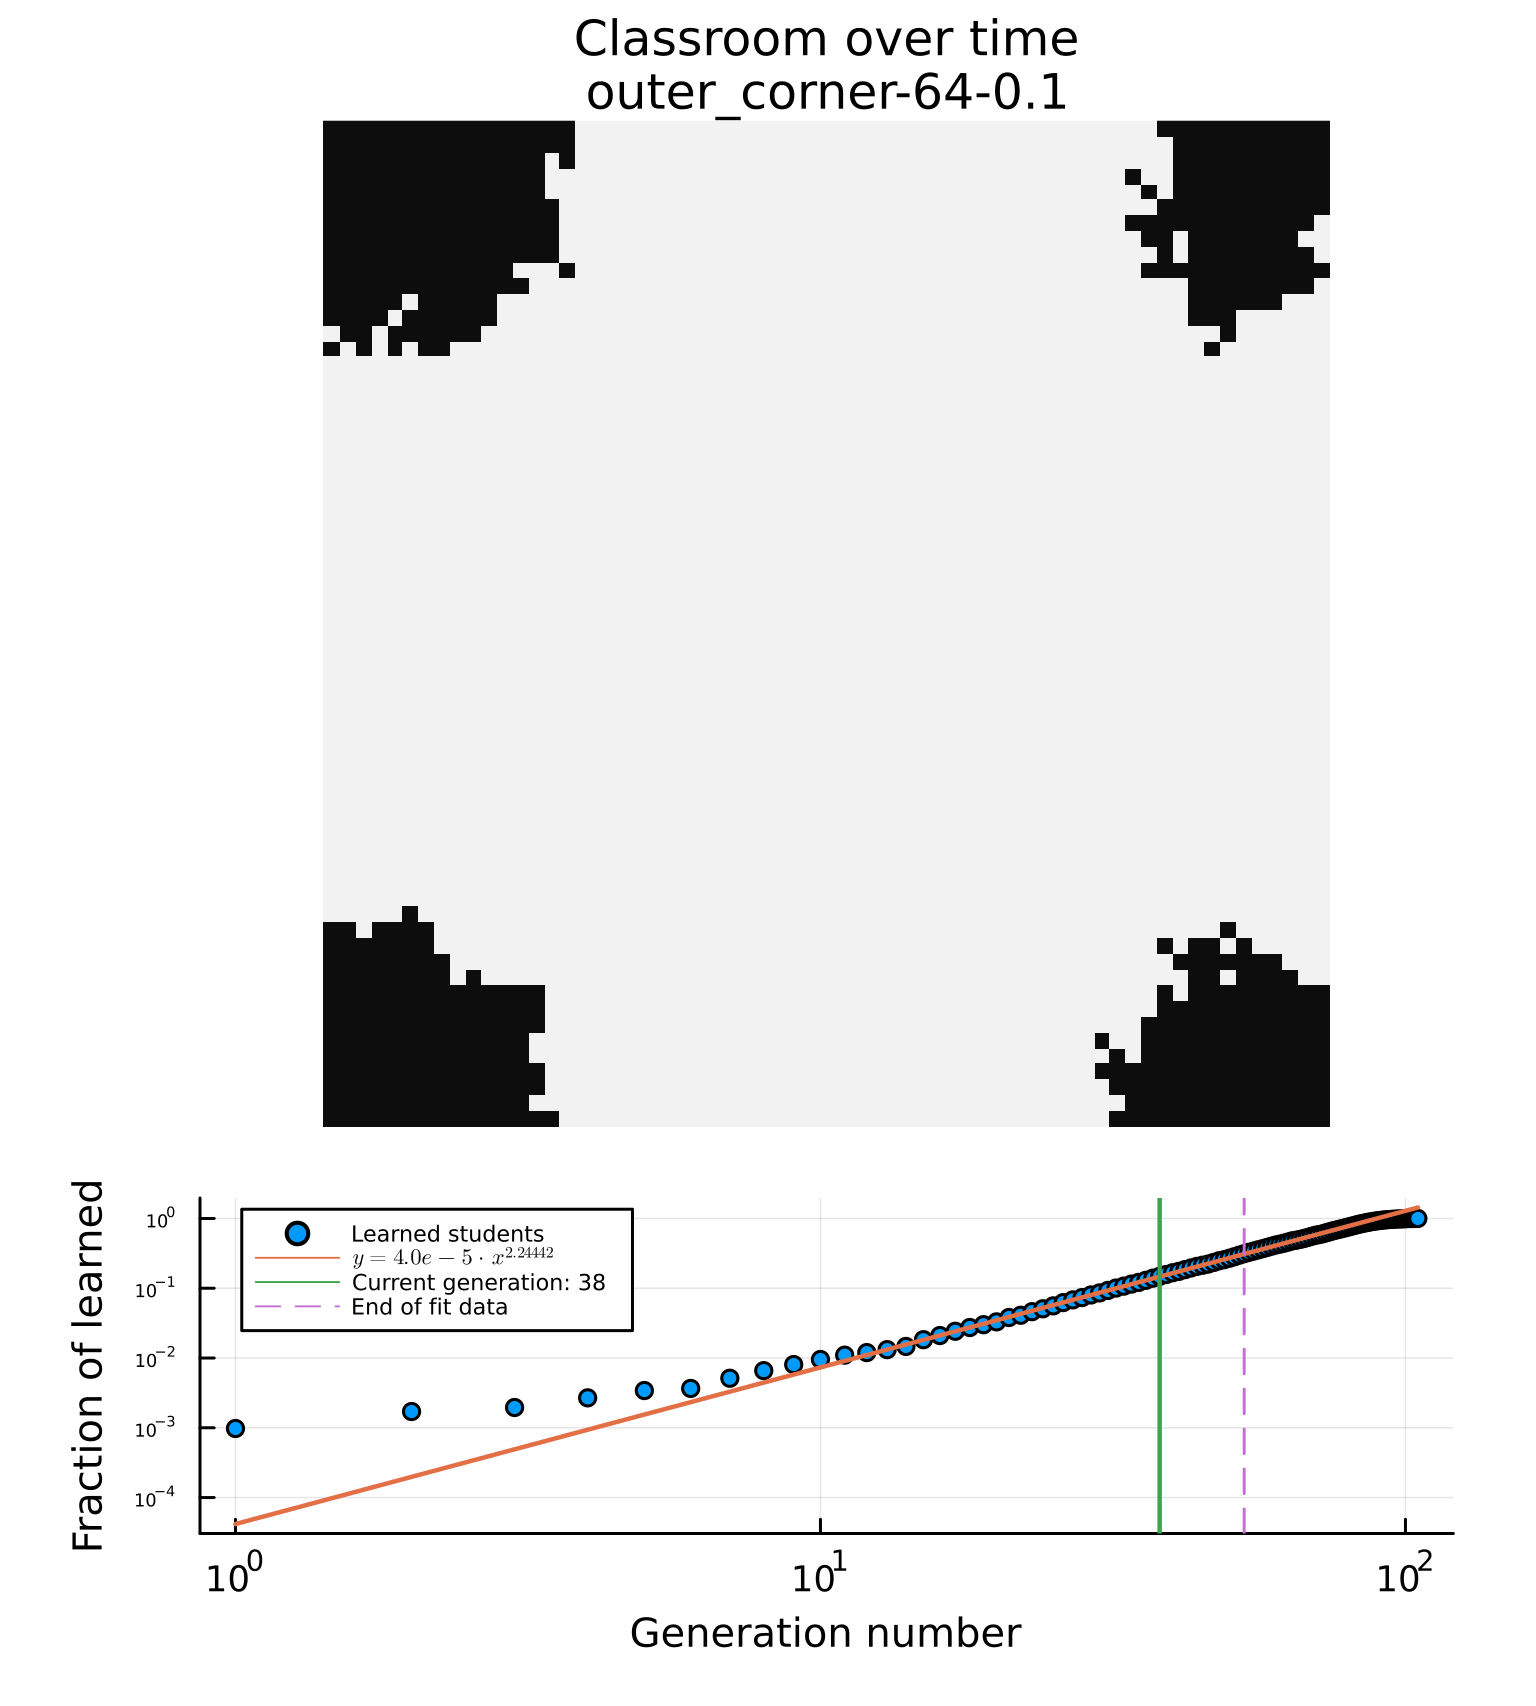 Classroom over time
outer_corner-64-0.1
Fraction of learned
10^0
10^-1
10^-2
10^-3
10^-4
Learned students
y = 4.0e − 5 · x^2.24442
Current generation: 38
End of fit data
10^0 10^1 10^2
Generation number